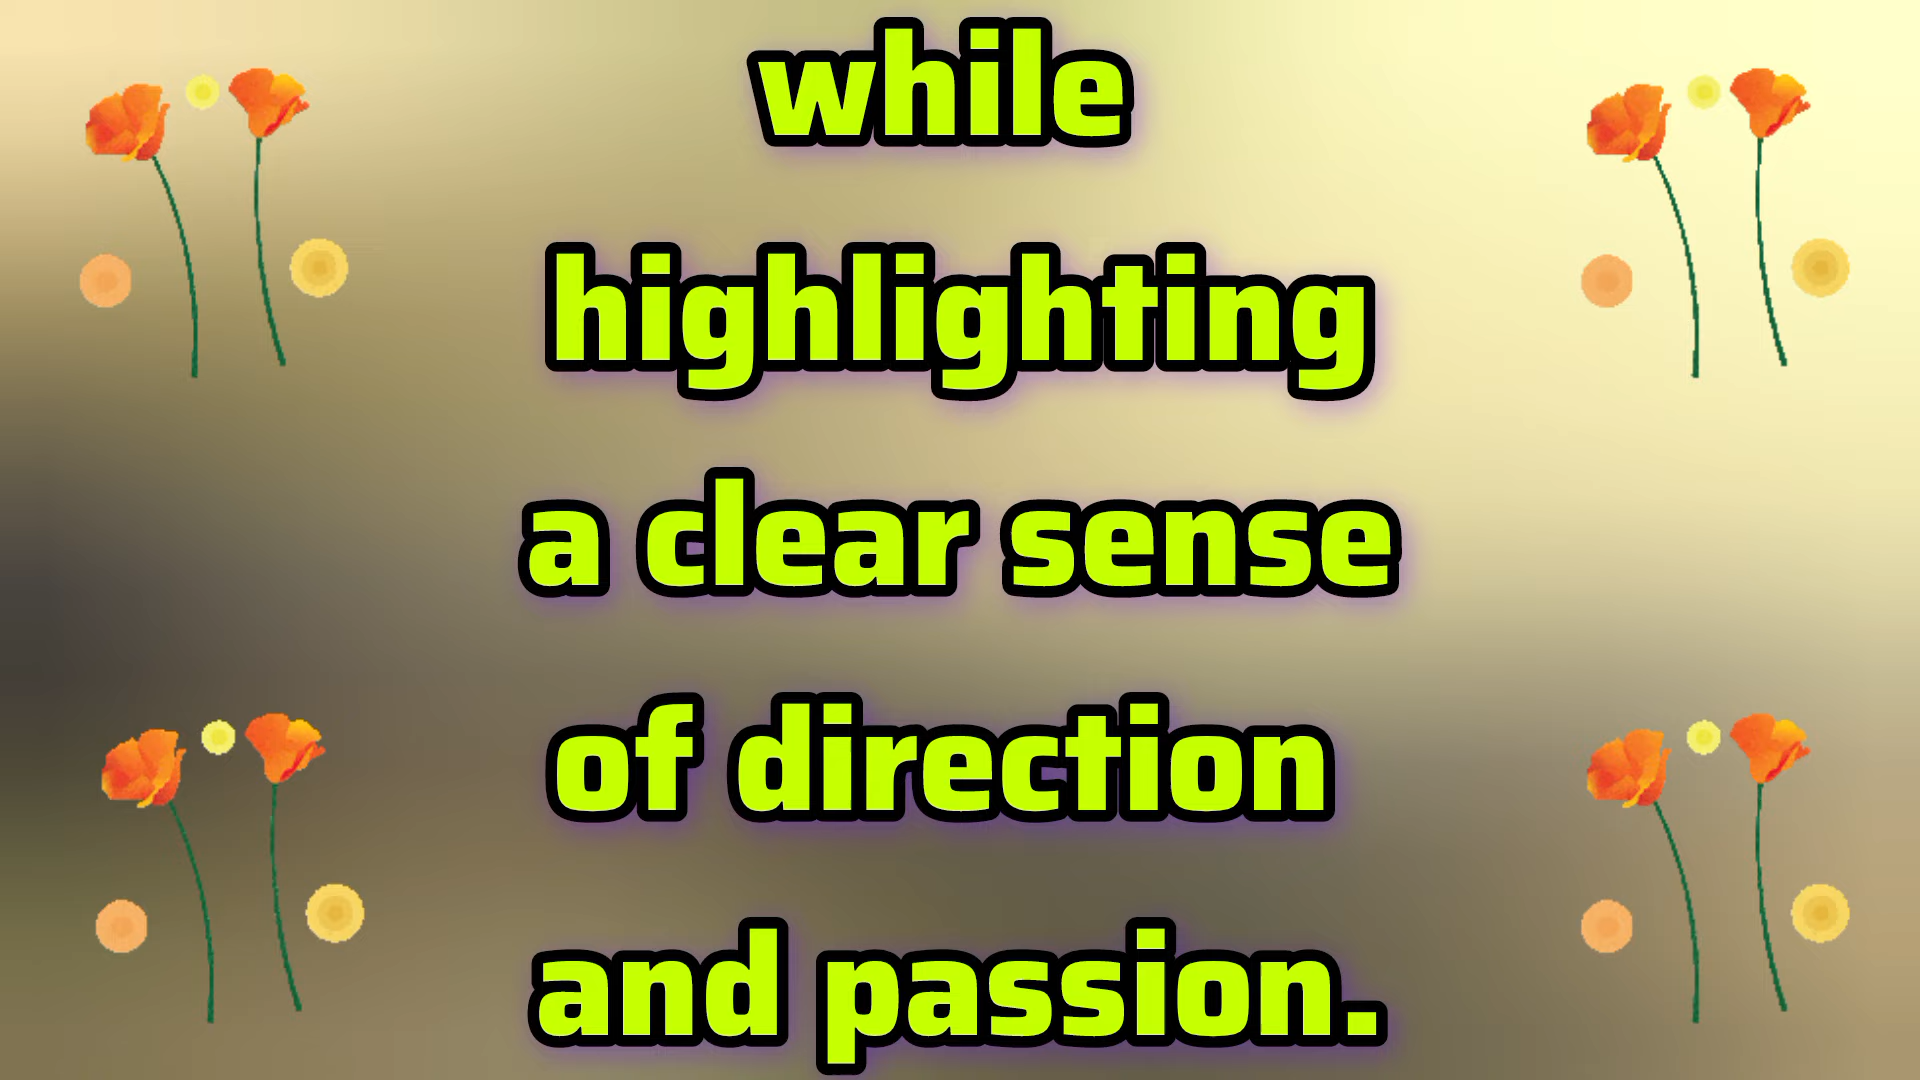 while
highlighting
a clear sense
of direction
and passion.